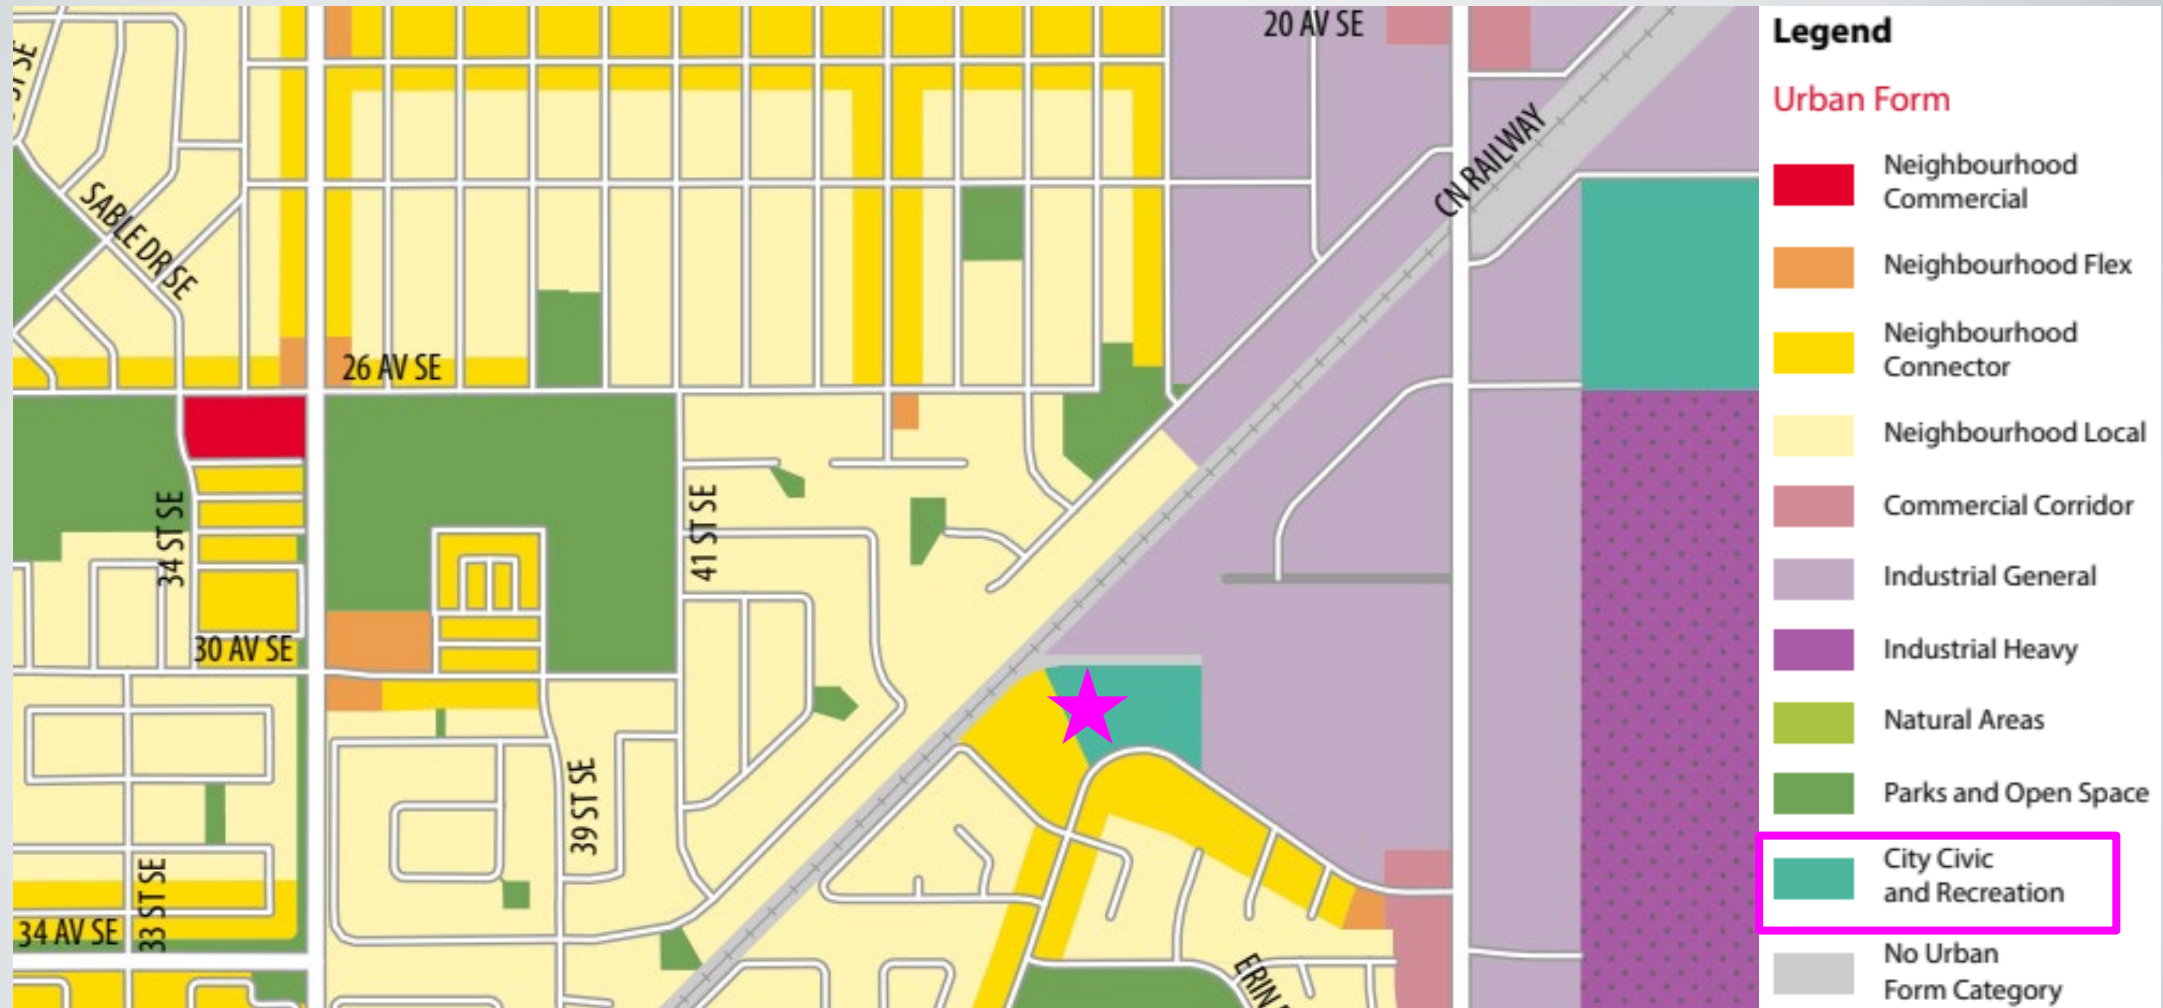 20 AV SE
ST SE
CN RAILWAY
SABLE DR SE
26 AV SE
34 ST SE
41 ST SE
30 AV SE
39 ST SE
33 ST SE
34 AV SE
ERIN
Legend
Urban Form
Neighbourhood
Commercial
Neighbourhood Flex
Neighbourhood
Connector
Neighbourhood Local
Commercial Corridor
Industrial General
Industrial Heavy
Natural Areas
Parks and Open Space
City Civic
and Recreation
No Urban
Form Category